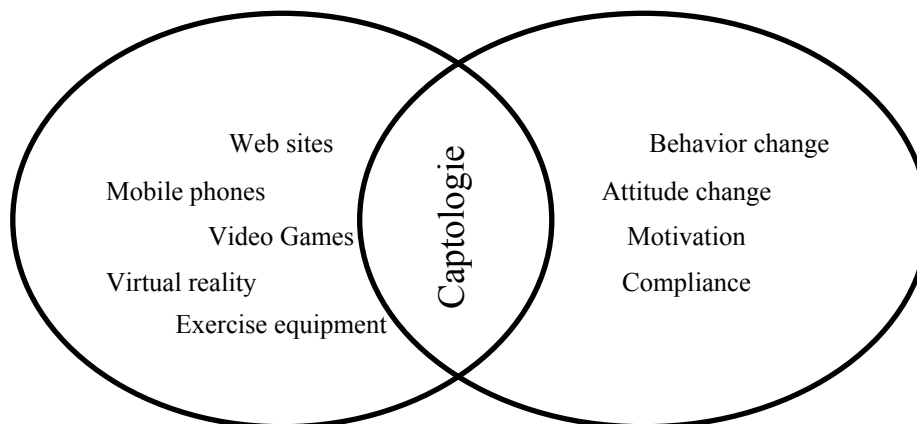 Web sites
Mobile phones
Video Games
Virtual reality
Exercise equipment
Captologie
Behavior change
Attitude change
Motivation
Compliance